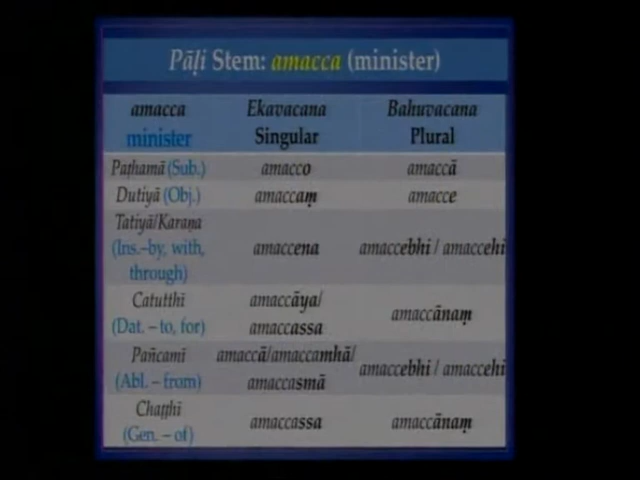 Pāḷi Stem: amacca (minister)
amacca Ekavacana Bahuvacana
minister Singular Plural
Paṭhamā (Sub.) amacco amaccā
Dutiyā (Obj.) amaccaṃ amacce
Tatiyā/Karaṇa
(Ins.–by, with, amaccena amaccebhi / amaccehi
through)
Catutthī amaccāya/
(Dat. – to, for) amaccassa amaccānaṃ
Pañcamī amaccā/amaccamhā/ amaccebhi / amaccehi
(Abl. – from) amaccasmā
Chaṭṭhī amaccassa amaccānaṃ
(Gen. – of)